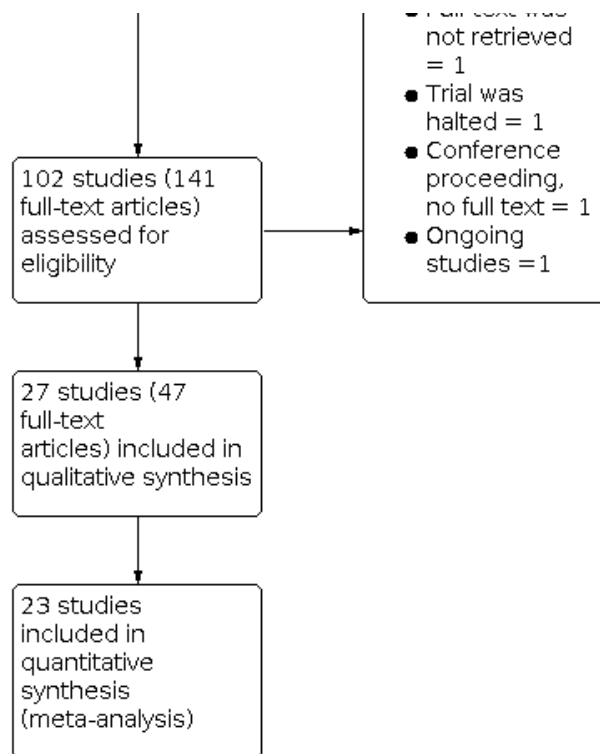 not retrieved
= 1
● Trial was
halted = 1
● Conference
proceeding,
no full text = 1
● Ongoing
studies =1
102 studies (141
full-text articles)
assessed for
eligibility
27 studies (47
full-text
articles) included in
qualitative synthesis
23 studies
included in
quantitative
synthesis
(meta-analysis)